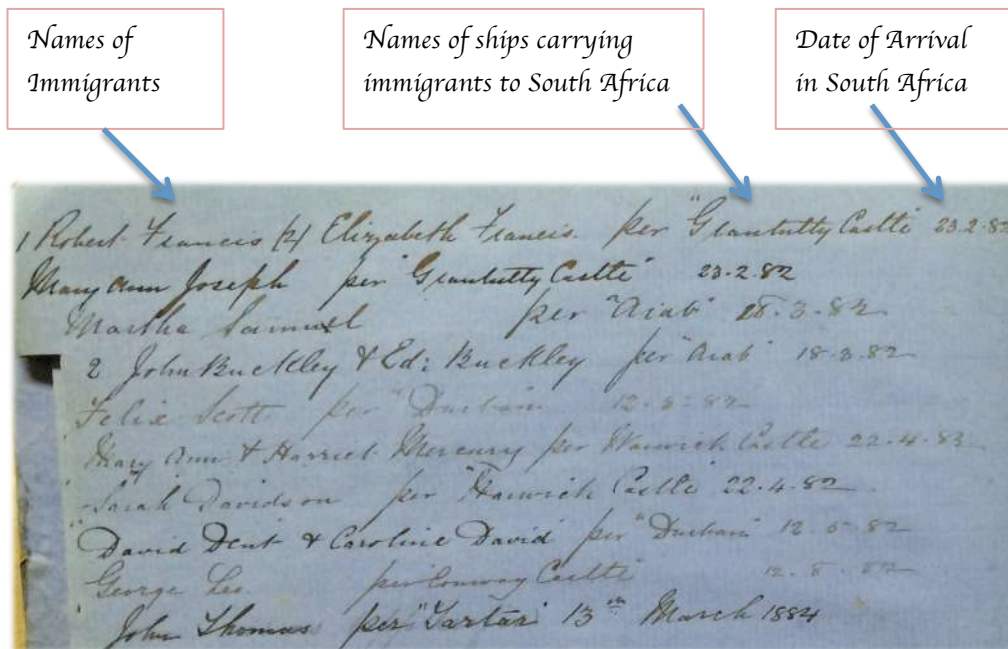 Names of
Immigrants
Names of ships carrying
immigrants to South Africa
Date of Arrival
in South Africa
1 Robert Francis (2) Elizabeth Francis per "Grantully Castle" 23.2.82
Mary Ann Joseph per "Grantully Castle" 23.2.82
Martha Samuel per "Arab" 18.3.82
2 John Buckley & Ed: Buckley per "Arab" 18.3.82
Felix Scott per "Durban" 12.5.82
Mary Ann & Harriet Mercury per Warwick Castle 22.4.82
Sarah Davidson per "Warwick Castle" 22.4.82
David Dent & Caroline David per "Durban" 12.5.82
George Leo per "Conway Castle" 12.8.82
John Thomas per "Tartar" 13th March 1884